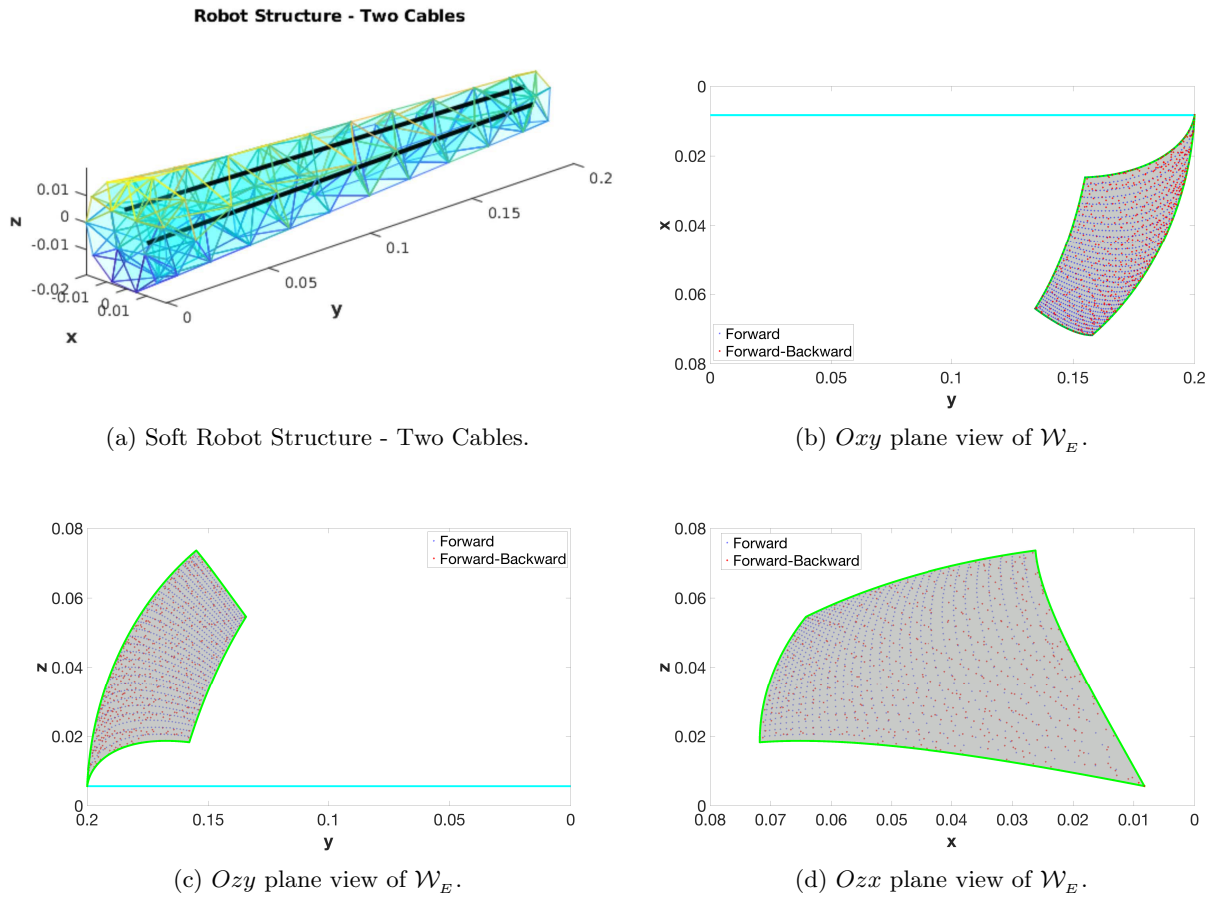 Robot Structure - Two Cables
0.01
0
-0.01
-0.02
z
-0.01
0
0.01
x
0
0.05
0.1
0.15
0.2
y
0
0.02
0.04
0.06
0.08
x
Forward
Forward-Backward
0
0.05
0.1
0.15
0.2
y
(a) Soft Robot Structure - Two Cables.
(b) Oxy plane view of 𝒲_E.
0.08
0.06
0.04
0.02
0
z
Forward
Forward-Backward
0.2
0.15
0.1
0.05
0
y
0.08
0.06
0.04
0.02
0
z
Forward
Forward-Backward
0.08
0.07
0.06
0.05
0.04
0.03
0.02
0.01
0
x
(c) Ozy plane view of 𝒲_E.
(d) Ozx plane view of 𝒲_E.